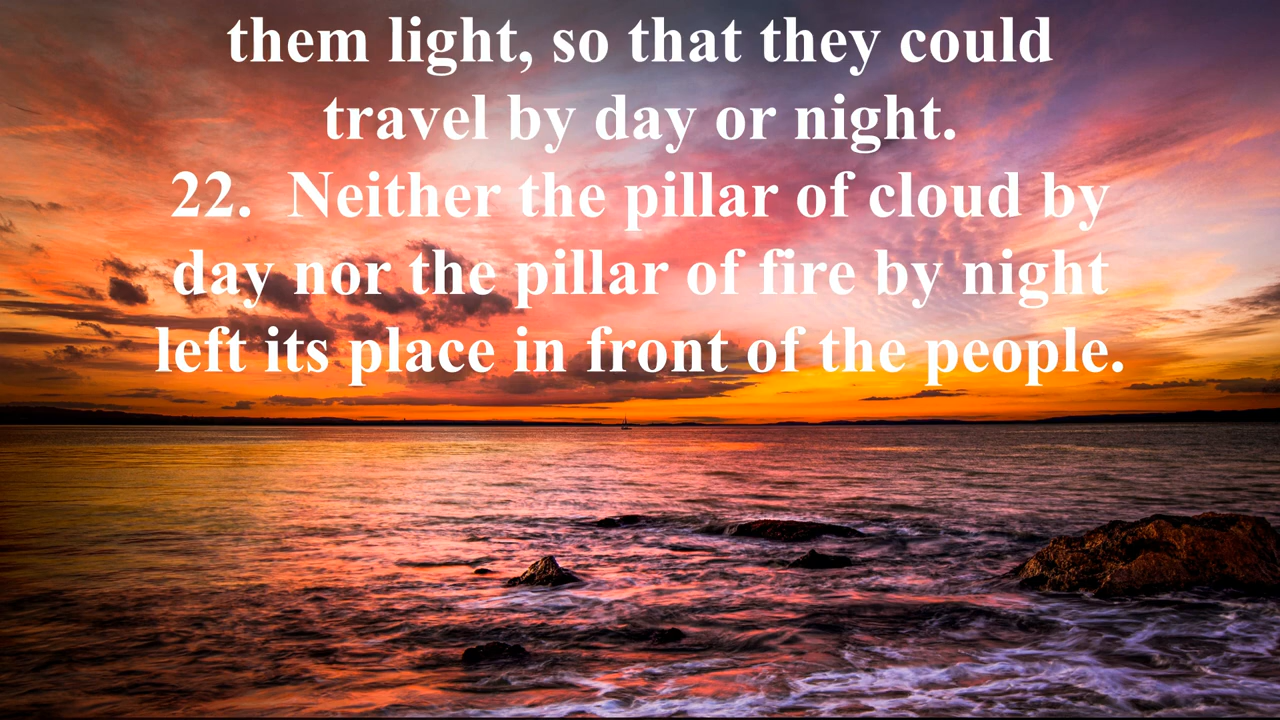 them light, so that they could
travel by day or night.
22.  Neither the pillar of cloud by
day nor the pillar of fire by night
left its place in front of the people.